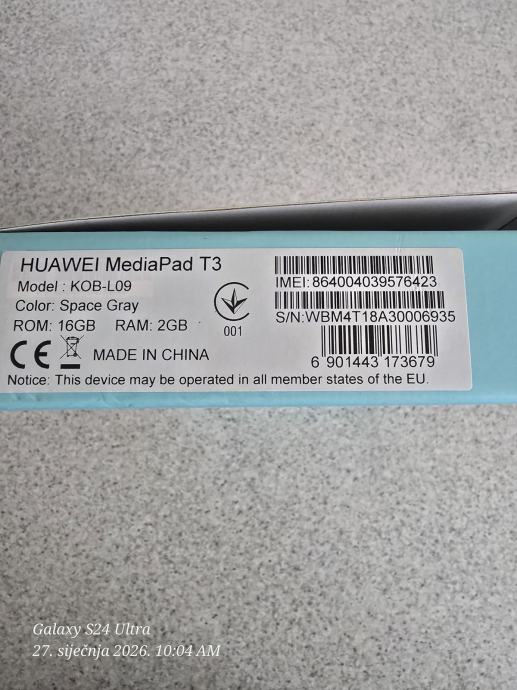 HUAWEI MediaPad T3
Model : KOB-L09
Color: Space Gray
ROM: 16GB RAM: 2GB
001
CE MADE IN CHINA
IMEI:864004039576423
S/N:WBM4T18A30006935
6 901443 173679
Notice: This device may be operated in all member states of the EU.
Galaxy S24 Ultra
27. siječnja 2026. 10:04 AM